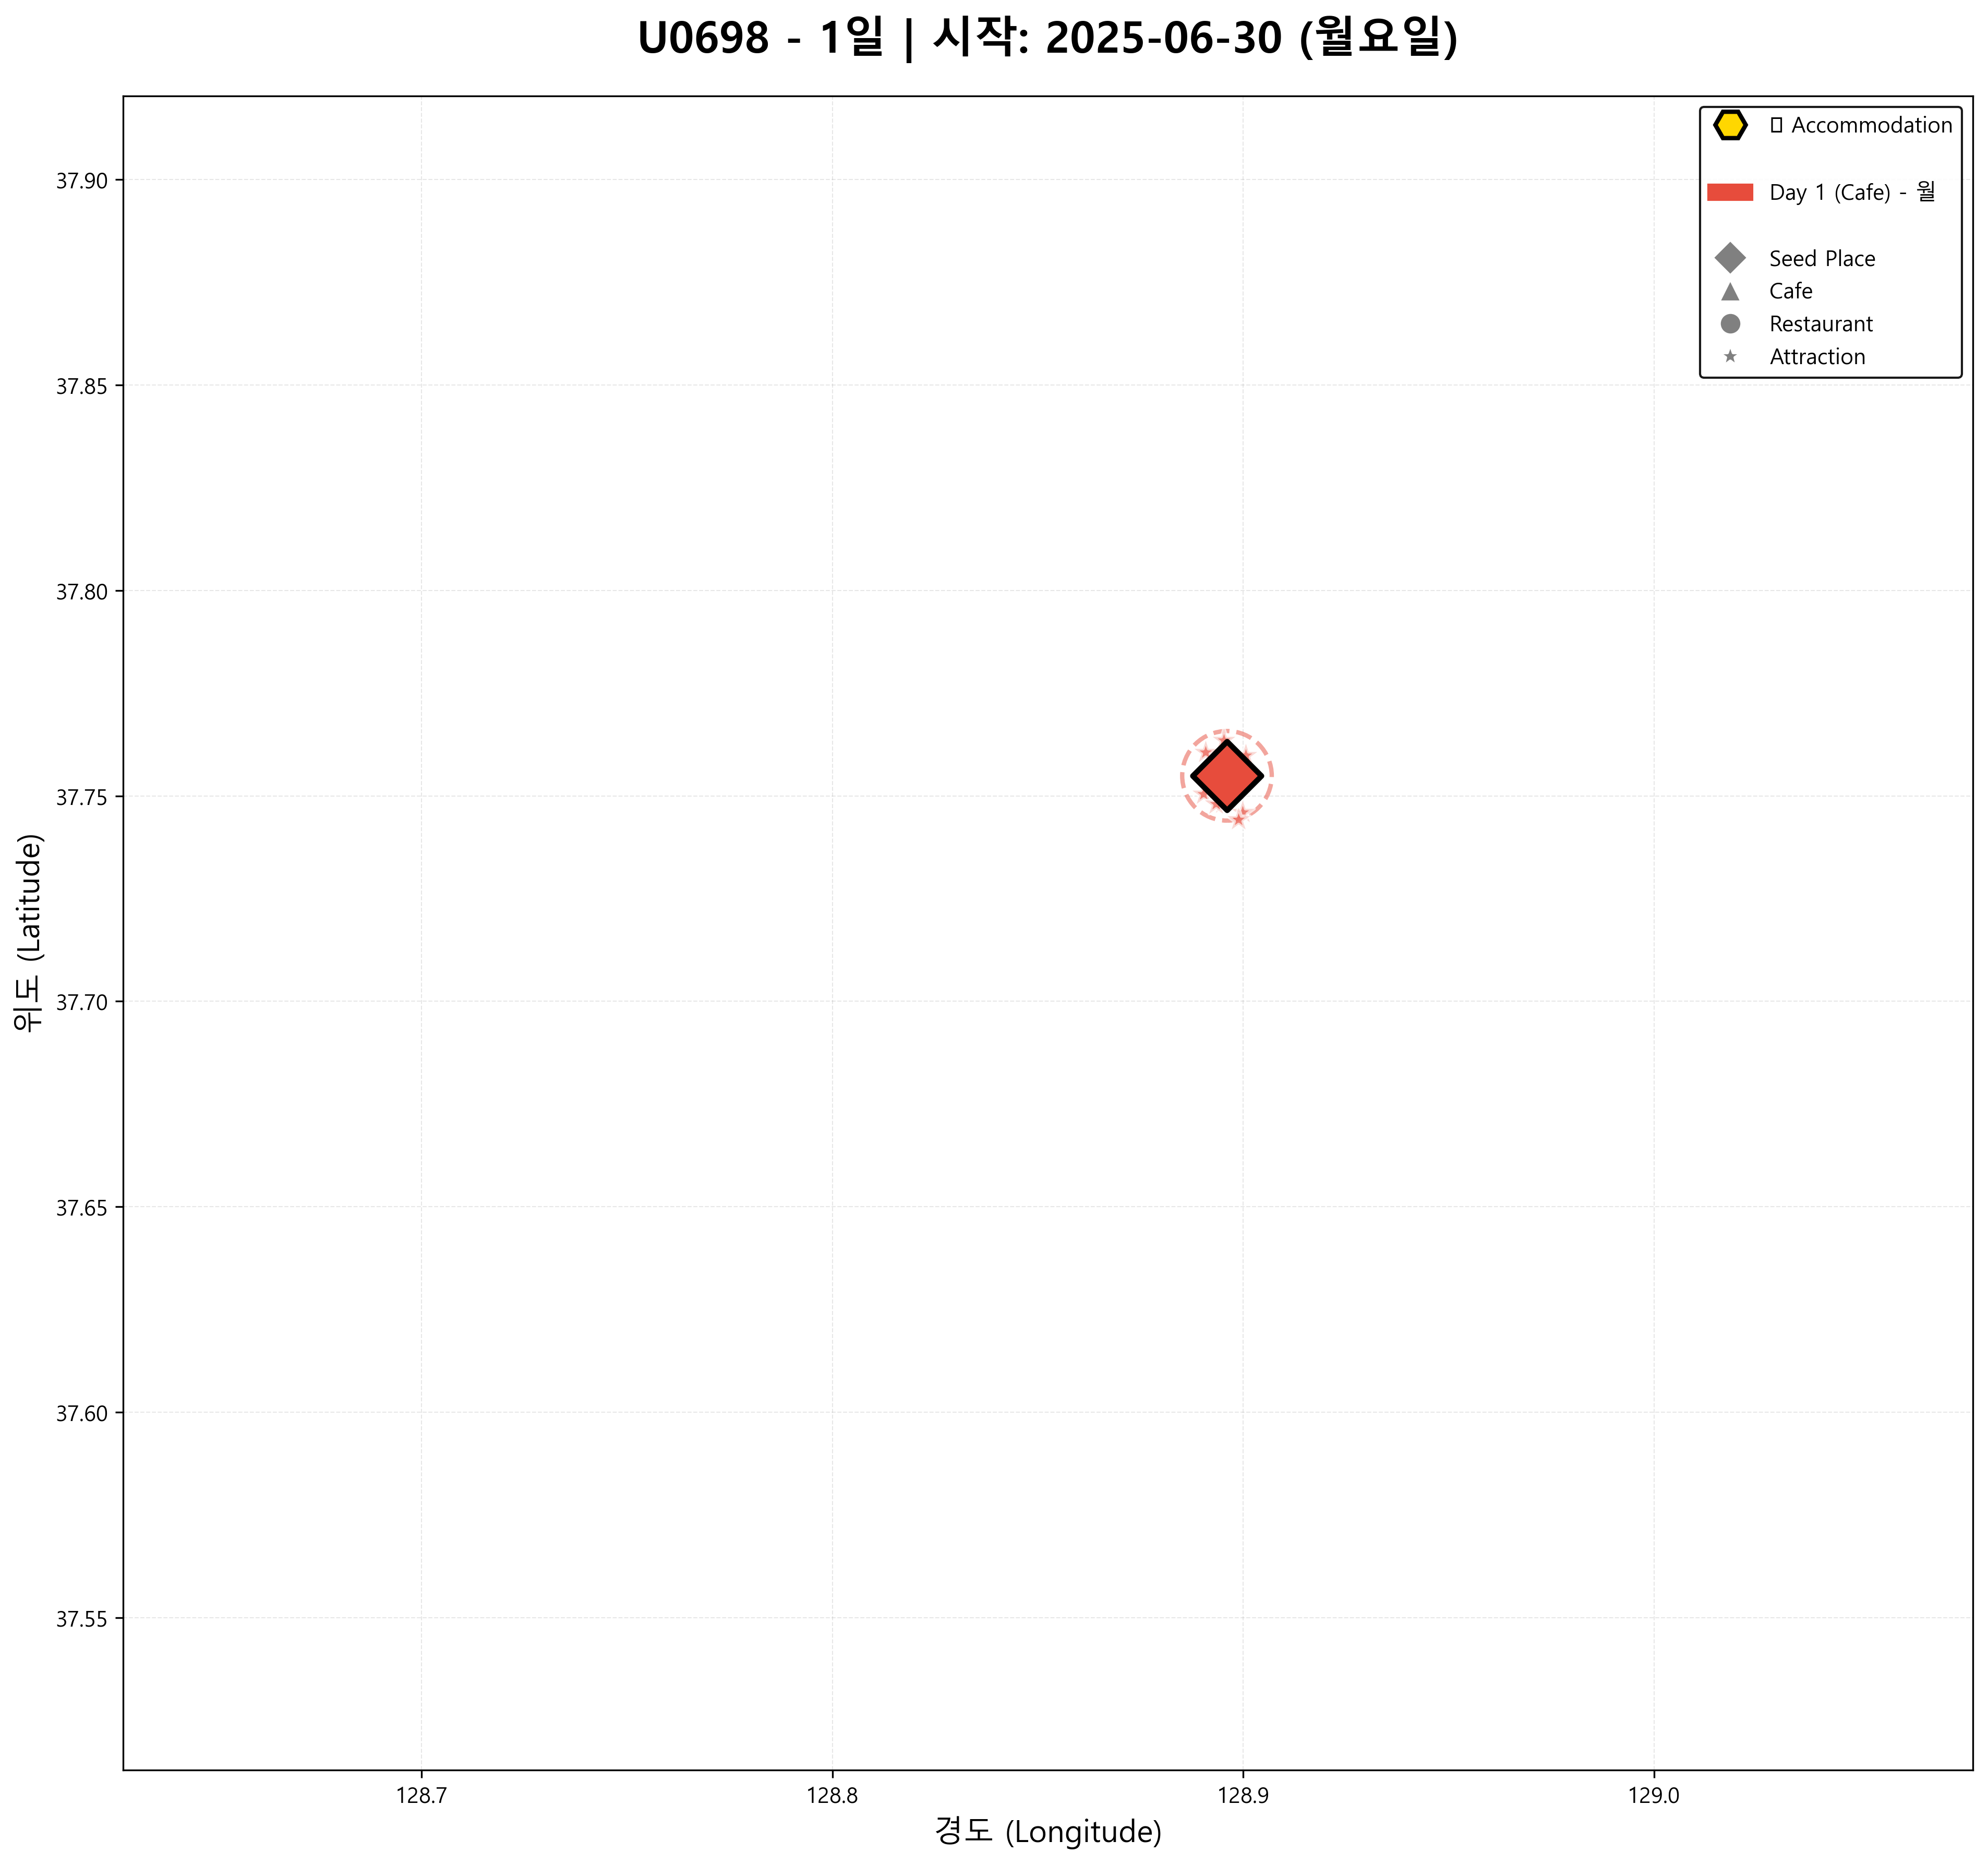 U0698 - 1일 | 시작: 2025-06-30 (월요일)
Accommodation
Day 1 (Cafe) - 월
Seed Place
Cafe
Restaurant
Attraction
위도 (Latitude)
37.90
37.85
37.80
37.75
37.70
37.65
37.60
37.55
128.7
128.8
128.9
129.0
경도 (Longitude)